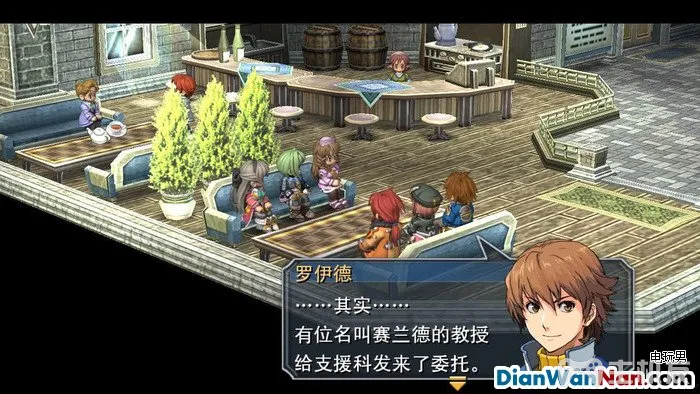 罗伊德
……其实……
有位名叫赛兰德的教授
给支援科发来了委托。
电玩男
DianWanNan.com